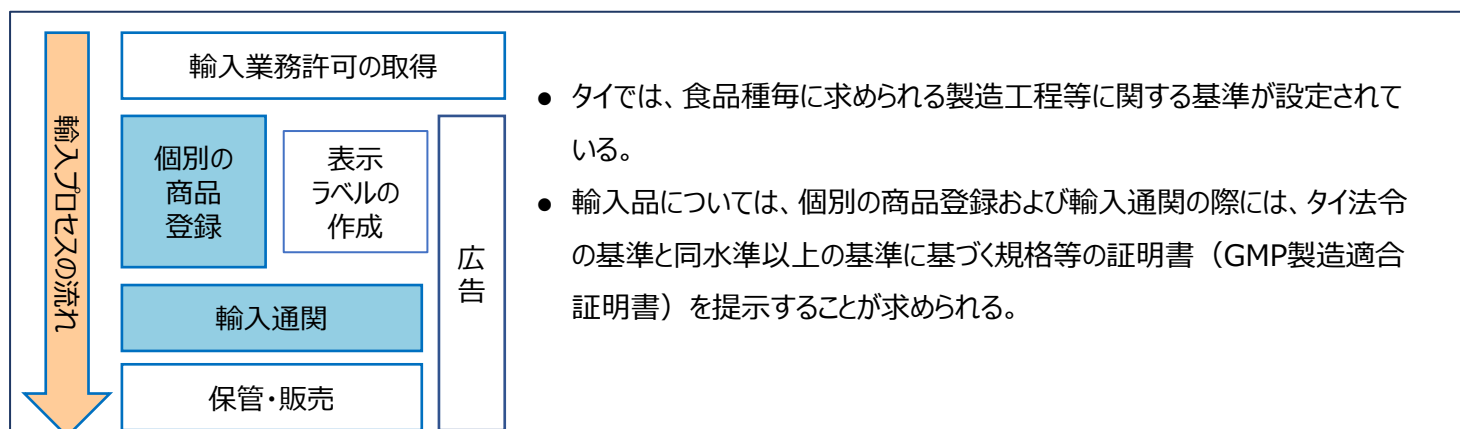 輸入プロセスの流れ
輸入業務許可の取得
個別の
商品
登録
表示
ラベルの
作成
広
告
輸入通関
保管・販売
● タイでは、食品種毎に求められる製造工程等に関する基準が設定されて
いる。
● 輸入品については、個別の商品登録および輸入通関の際には、タイ法令
の基準と同水準以上の基準に基づく規格等の証明書（GMP製造適合
証明書）を提示することが求められる。